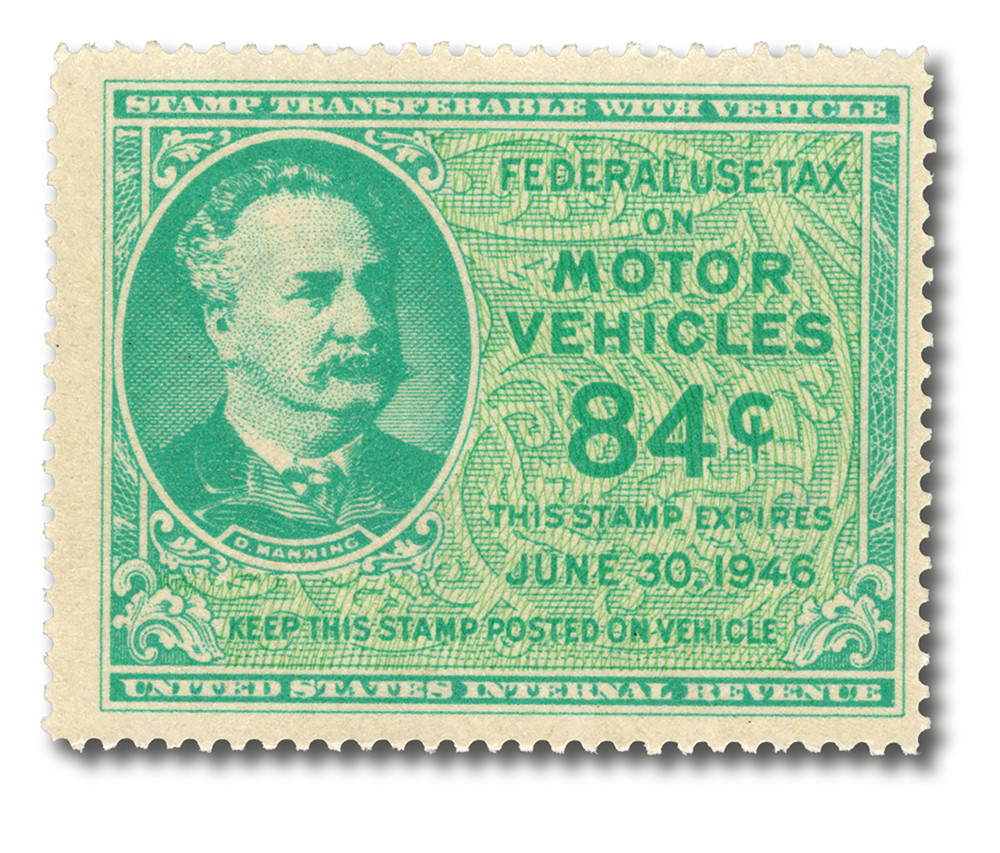 STAMP TRANSFERABLE WITH VEHICLE
FEDERAL USE TAX
ON
MOTOR
VEHICLES
84¢
THIS STAMP EXPIRES
JUNE 30, 1946
D. MANNING
KEEP THIS STAMP POSTED ON VEHICLE
UNITED STATES INTERNAL REVENUE